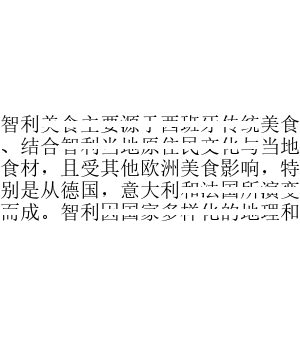 智利美食主要源于西班牙传统美食
、结合智利当地原住民文化与当地
食材，且受其他欧洲美食影响，特
别是从德国，意大利和法国所演变
而成。智利因国家多样化的地理和